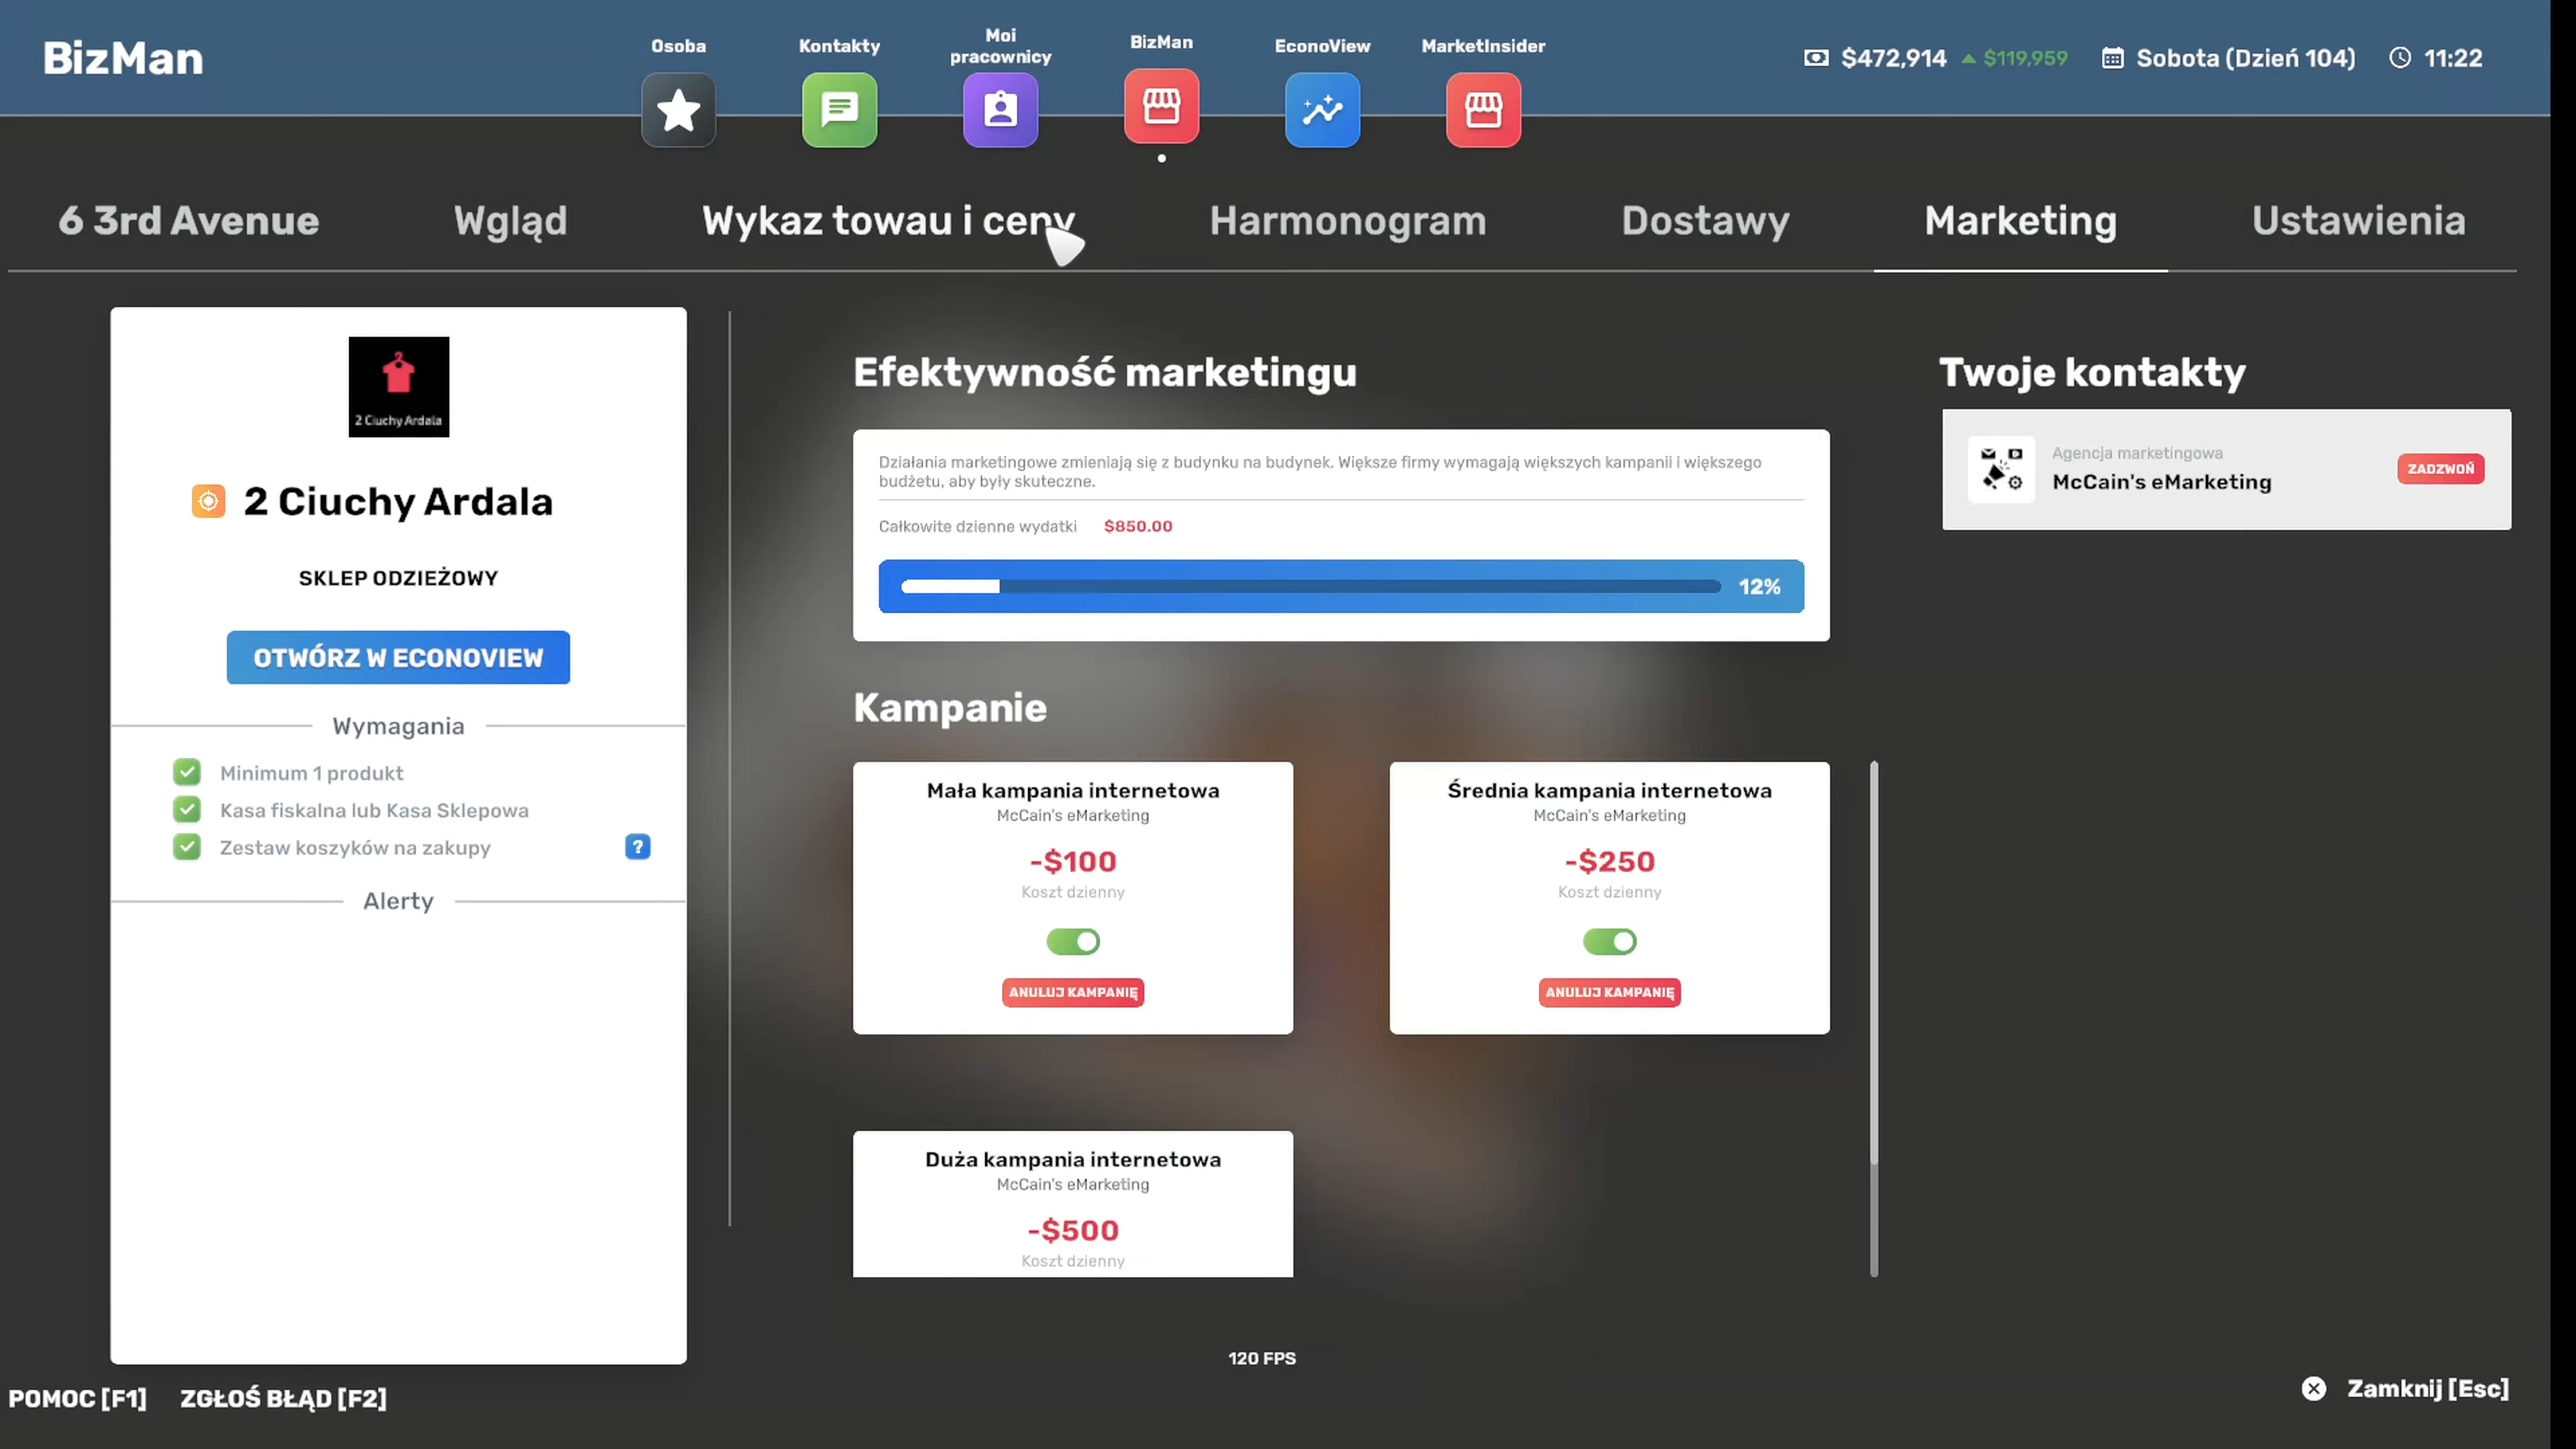 BizMan
Osoba
Kontakty
Moi
pracownicy
BizMan
EconoView
MarketInsider
$472,914
$119,959
Sobota (Dzień 104)
11:22
6 3rd Avenue
Wgląd
Wykaz towau i ceny
Harmonogram
Dostawy
Marketing
Ustawienia
2 Ciuchy Ardala
2 Ciuchy Ardala
SKLEP ODZIEŻOWY
OTWÓRZ W ECONOVIEW
Wymagania
Minimum 1 produkt
Kasa fiskalna lub Kasa Sklepowa
Zestaw koszyków na zakupy
?
Alerty
Efektywność marketingu
Działania marketingowe zmieniają się z budynku na budynek. Większe firmy wymagają większych kampanii i większego
budżetu, aby były skuteczne.
Całkowite dzienne wydatki $850.00
12%
Kampanie
Mała kampania internetowa
McCain's eMarketing
-$100
Koszt dzienny
ANULUJ KAMPANIĘ
Średnia kampania internetowa
McCain's eMarketing
-$250
Koszt dzienny
ANULUJ KAMPANIĘ
Duża kampania internetowa
McCain's eMarketing
-$500
Koszt dzienny
Twoje kontakty
Agencja marketingowa
McCain's eMarketing
ZADZWOŃ
120 FPS
POMOC [F1]
ZGŁOŚ BŁĄD [F2]
Zamknij [Esc]